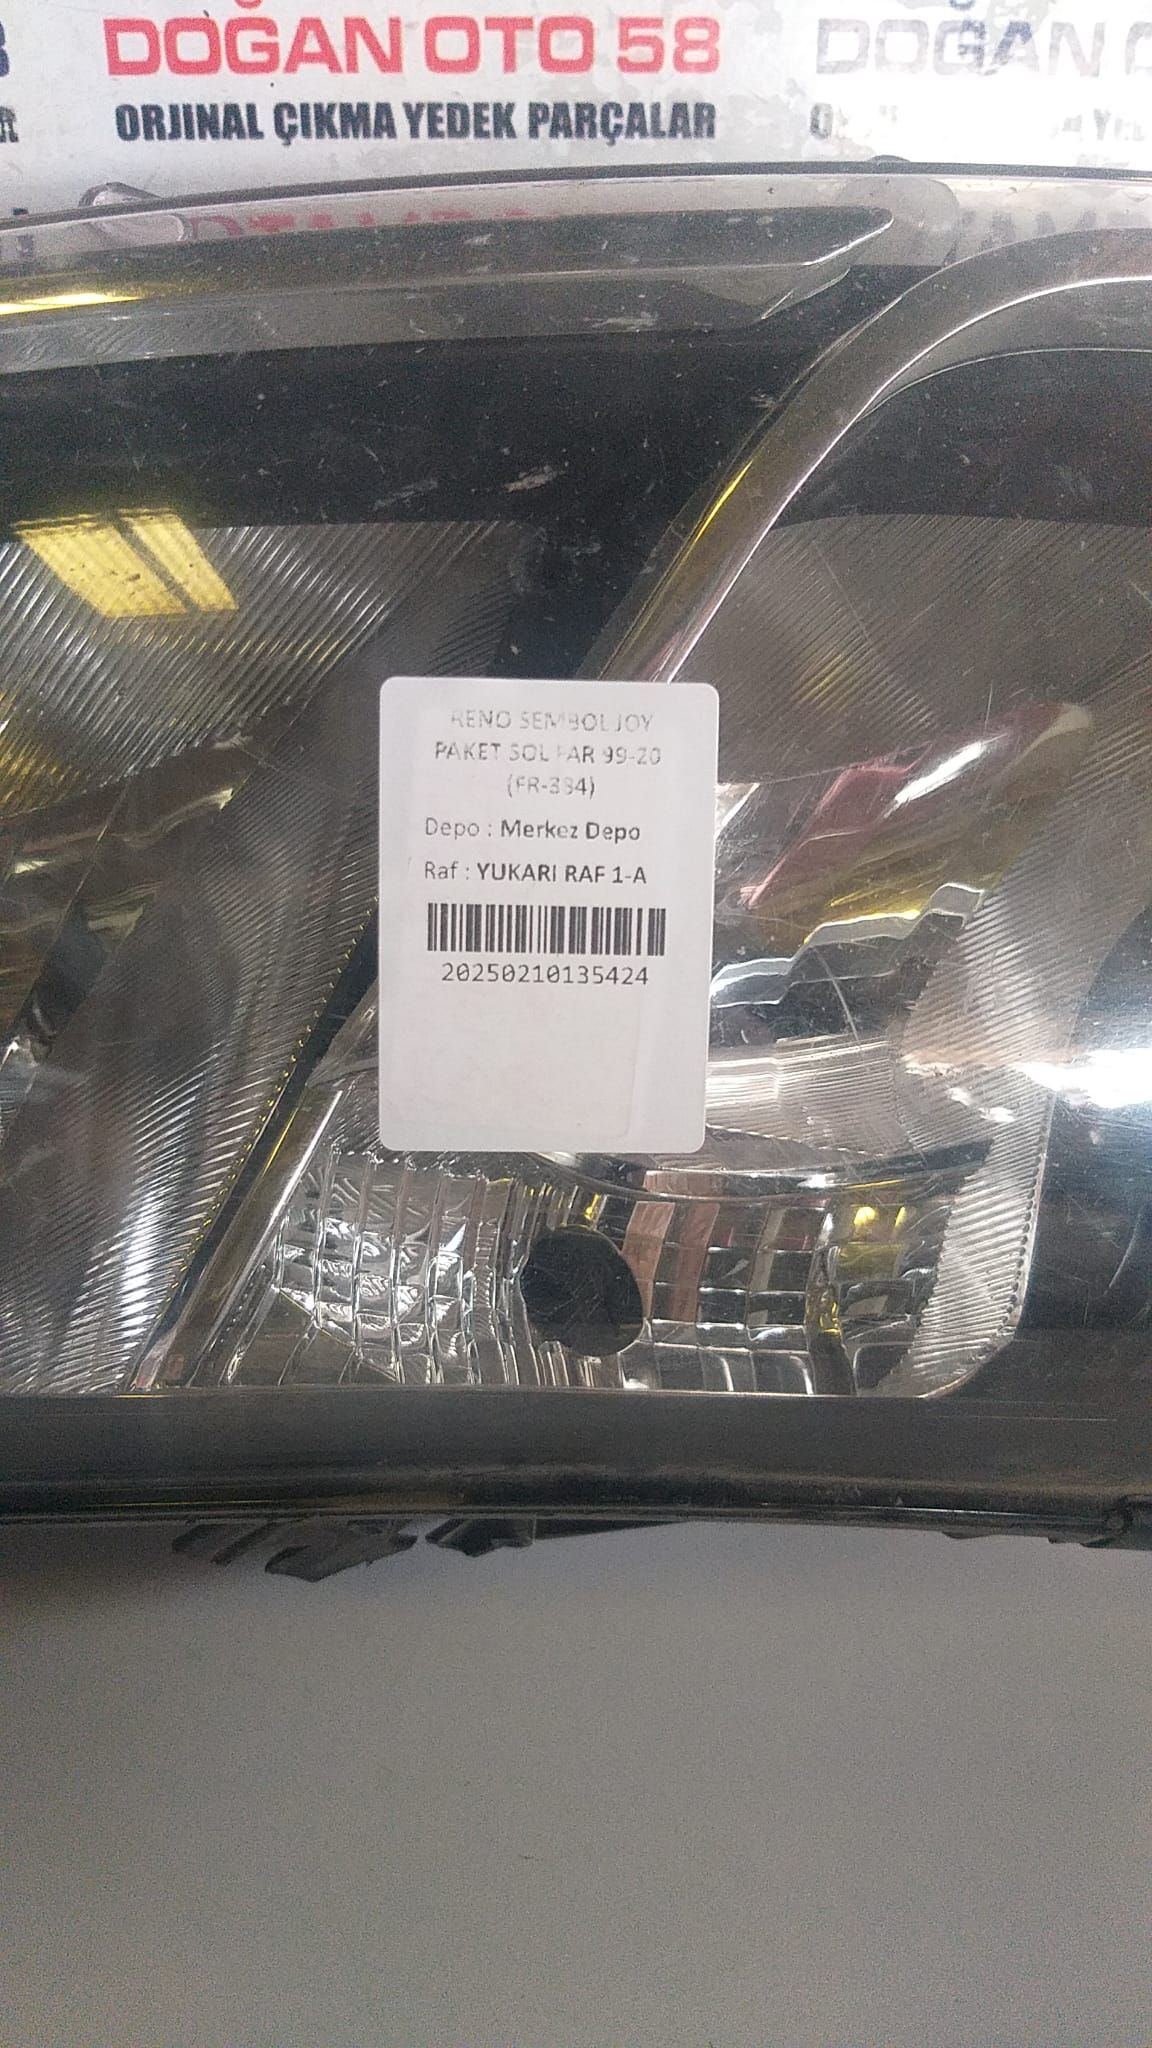 DOĞAN OTO 58
DOĞAN
ORJINAL ÇIKMA YEDEK PARÇALAR
RENO SEMBOL JOY
PAKET SOL FAR 99-20
(FR-384)
Depo : Merkez Depo
Raf : YUKARI RAF 1-A
20250210135424